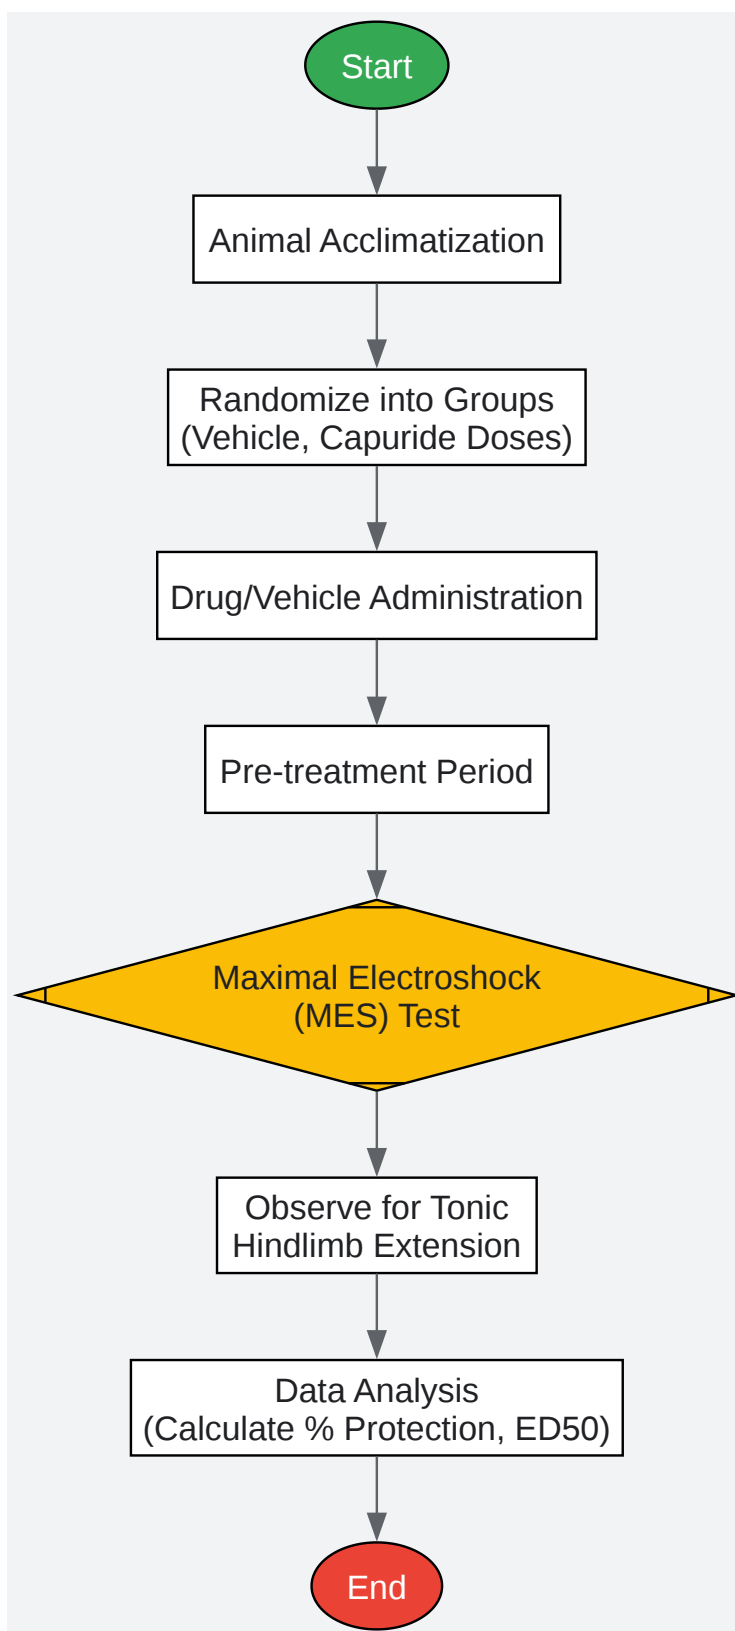 Start
Animal Acclimatization
Randomize into Groups
(Vehicle, Capuride Doses)
Drug/Vehicle Administration
Pre-treatment Period
Maximal Electroshock
(MES) Test
Observe for Tonic
Hindlimb Extension
Data Analysis
(Calculate % Protection, ED50)
End